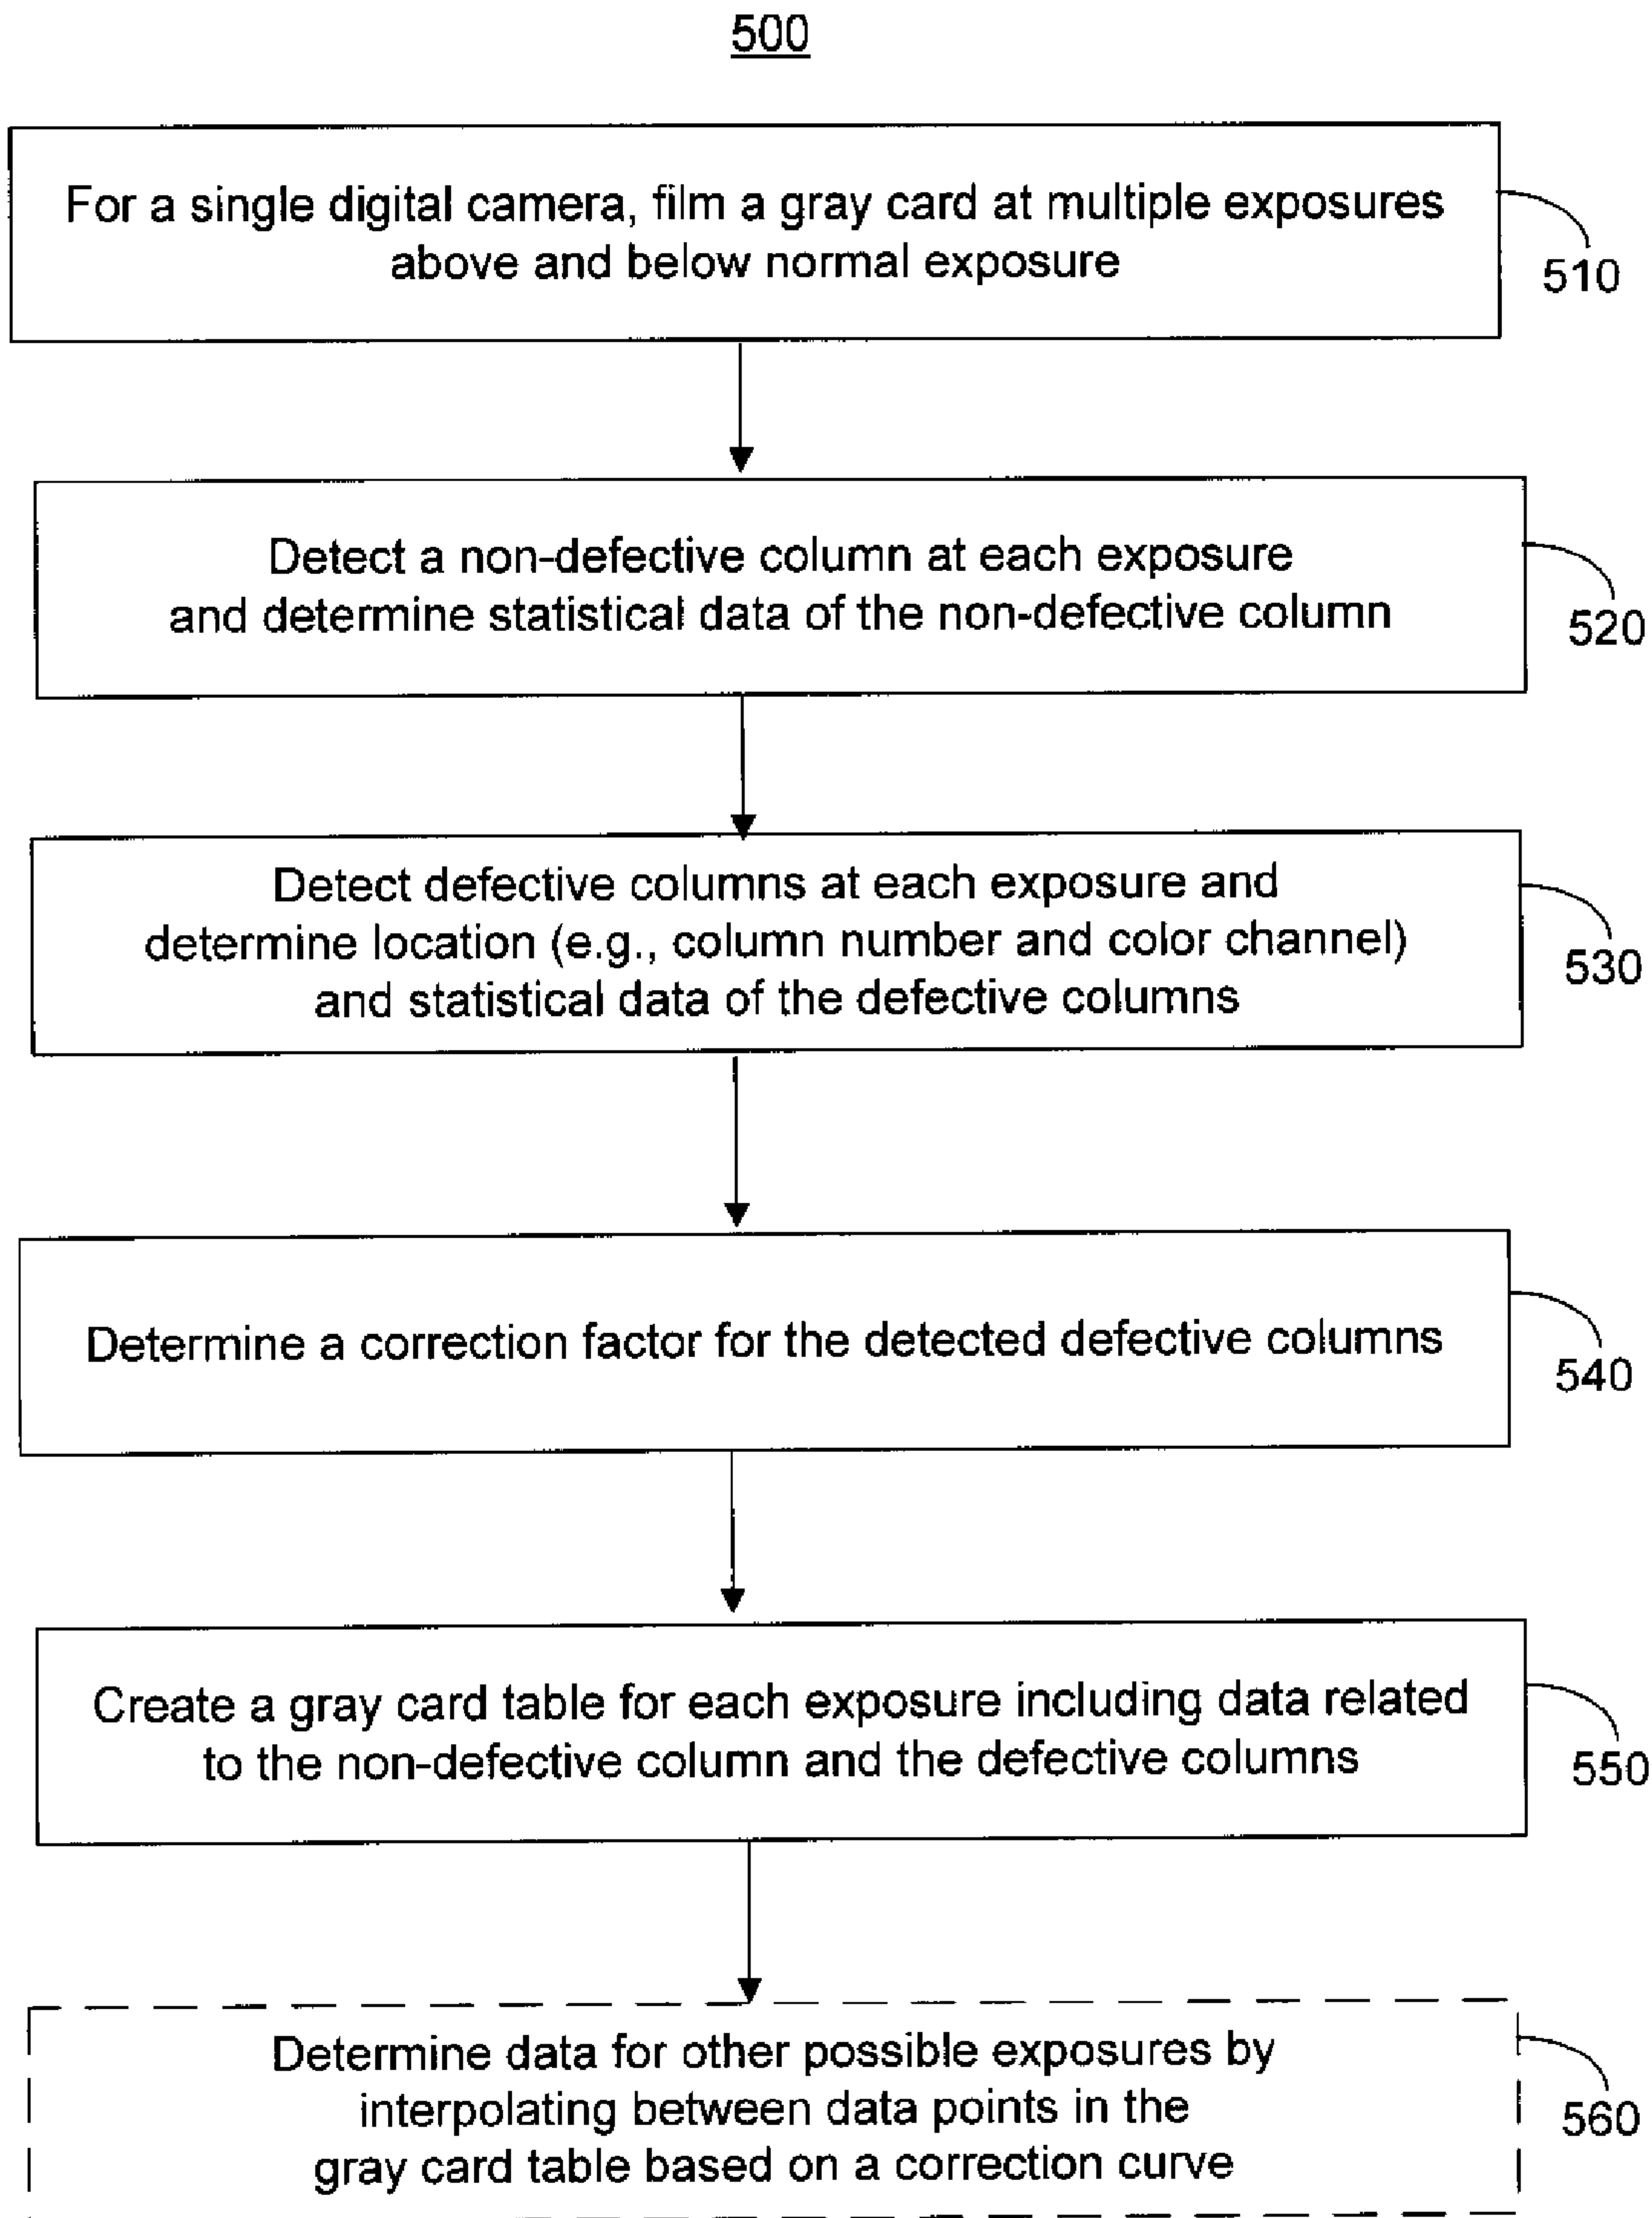 500
For a single digital camera, film a gray card at multiple exposures
above and below normal exposure
510
Detect a non-defective column at each exposure
and determine statistical data of the non-defective column
520
Detect defective columns at each exposure and
determine location (e.g., column number and color channel)
and statistical data of the defective columns
530
Determine a correction factor for the detected defective columns
540
Create a gray card table for each exposure including data related
to the non-defective column and the defective columns
550
Determine data for other possible exposures by
interpolating between data points in the
gray card table based on a correction curve
560